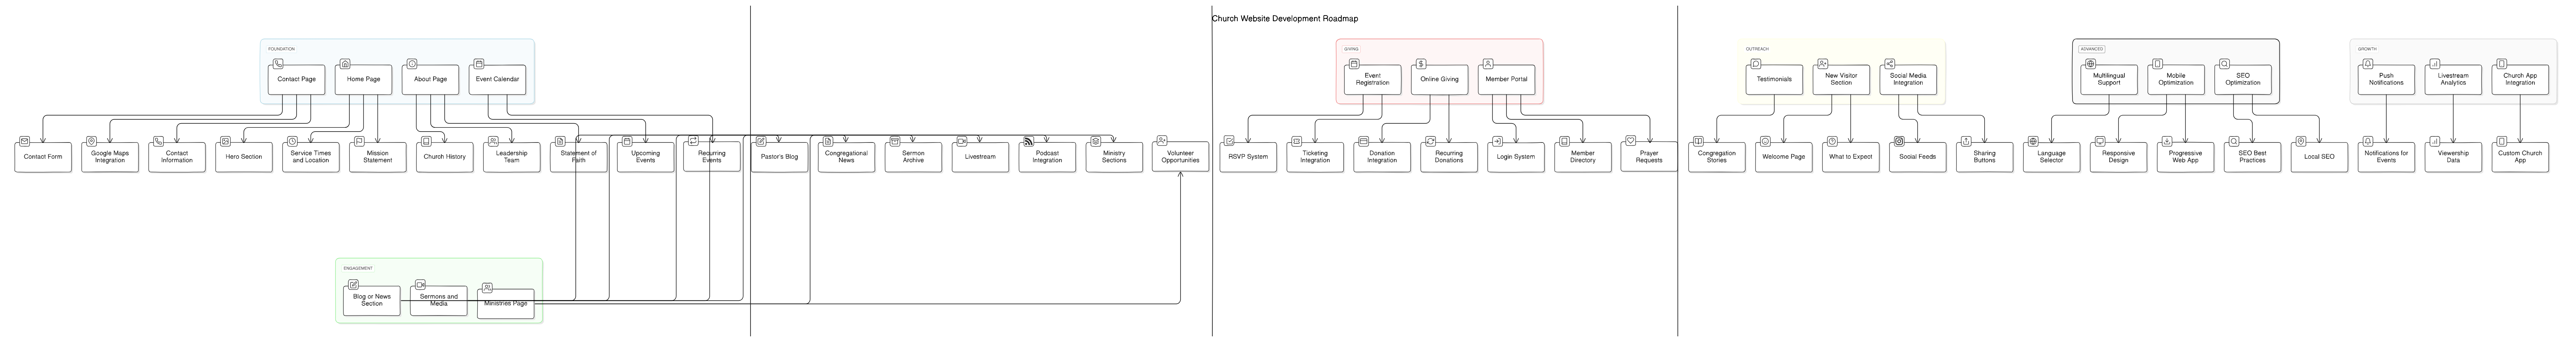 Church Website Development Roadmap
FOUNDATION
Contact Page
Home Page
About Page
Event Calendar
GIVING
Event
Registration
Online Giving
Member Portal
OUTREACH
Testimonials
New Visitor
Section
Social Media
Integration
ADVANCED
Multilingual
Support
Mobile
Optimization
SEO
Optimization
GROWTH
Push
Notifications
Livestream
Analytics
Church App
Integration
Contact Form
Google Maps
Integration
Contact
Information
Hero Section
Service Times
and Location
Mission
Statement
Church History
Leadership
Team
Statement of
Faith
Upcoming
Events
Recurring
Events
Pastor's Blog
Congregational
News
Sermon
Archive
Livestream
Podcast
Integration
Ministry
Sections
Volunteer
Opportunities
RSVP System
Ticketing
Integration
Donation
Integration
Recurring
Donations
Login System
Member
Directory
Prayer
Requests
Congregation
Stories
Welcome Page
What to Expect
Social Feeds
Sharing
Buttons
Language
Selector
Responsive
Design
Progressive
Web App
SEO Best
Practices
Local SEO
Notifications for
Events
Viewership
Data
Custom Church
App
ENGAGEMENT
Blog or News
Section
Sermons and
Media
Ministries Page